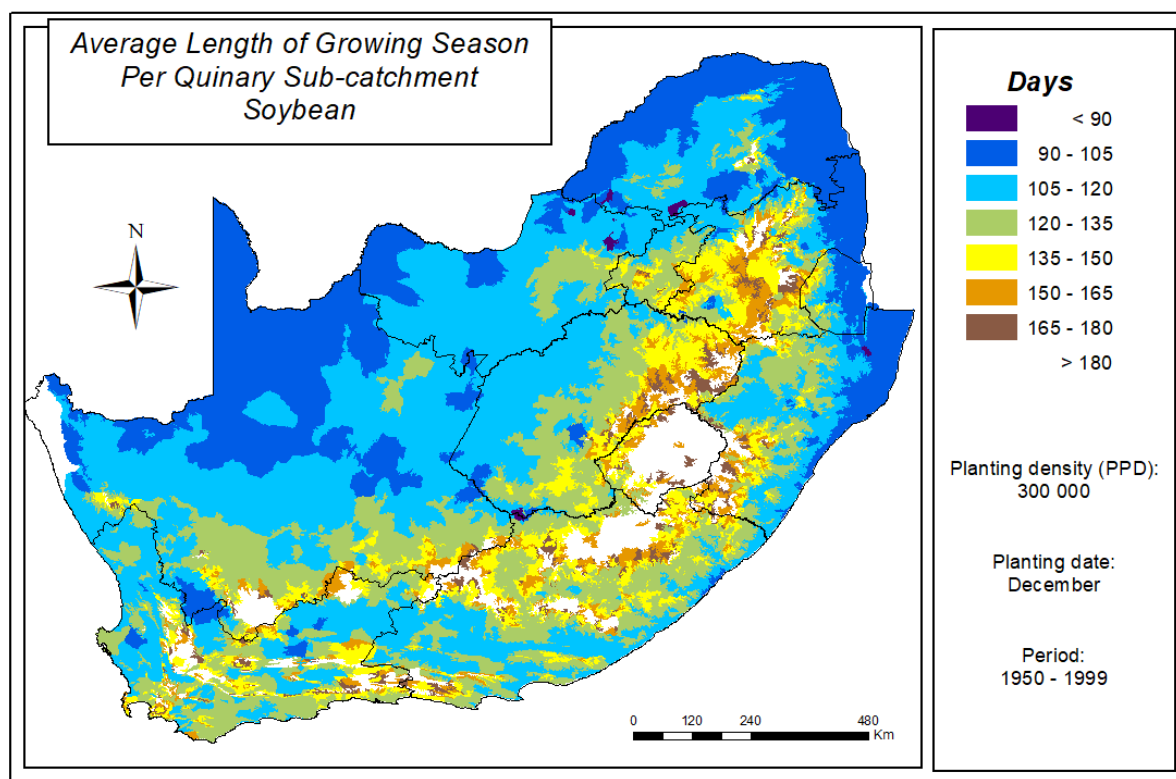 Average Length of Growing Season
Per Quinary Sub-catchment
Soybean
N
0 120 240 480
Km
Days
< 90
90 - 105
105 - 120
120 - 135
135 - 150
150 - 165
165 - 180
> 180
Planting density (PPD):
300 000
Planting date:
December
Period:
1950 - 1999